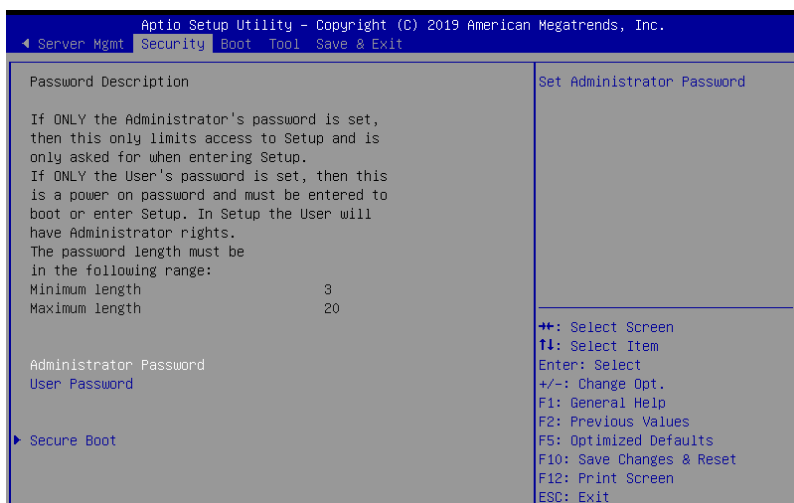 Aptio Setup Utility – Copyright (C) 2019 American Megatrends, Inc.
Server Mgmt Security Boot Tool Save & Exit
Password Description
If ONLY the Administrator's password is set,
then this only limits access to Setup and is
only asked for when entering Setup.
If ONLY the User's password is set, then this
is a power on password and must be entered to
boot or enter Setup. In Setup the User will
have Administrator rights.
The password length must be
in the following range:
Minimum length 3
Maximum length 20
Administrator Password
User Password
Secure Boot
Set Administrator Password
→←: Select Screen
↑↓: Select Item
Enter: Select
+/-: Change Opt.
F1: General Help
F2: Previous Values
F5: Optimized Defaults
F10: Save Changes & Reset
F12: Print Screen
ESC: Exit